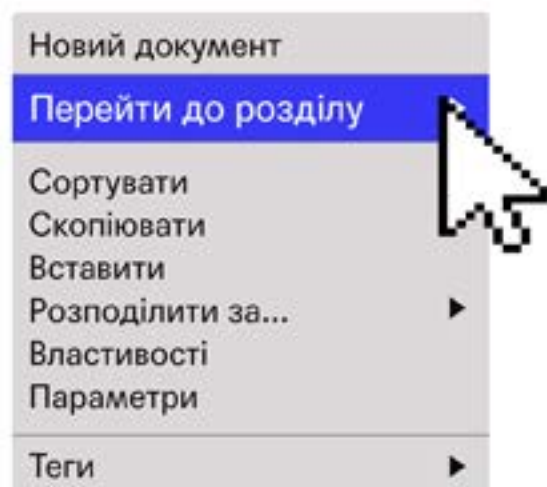 Новий документ
Перейти до розділу
Сортувати
Скопіювати
Вставити
Розподілити за...
Властивості
Параметри
Теги